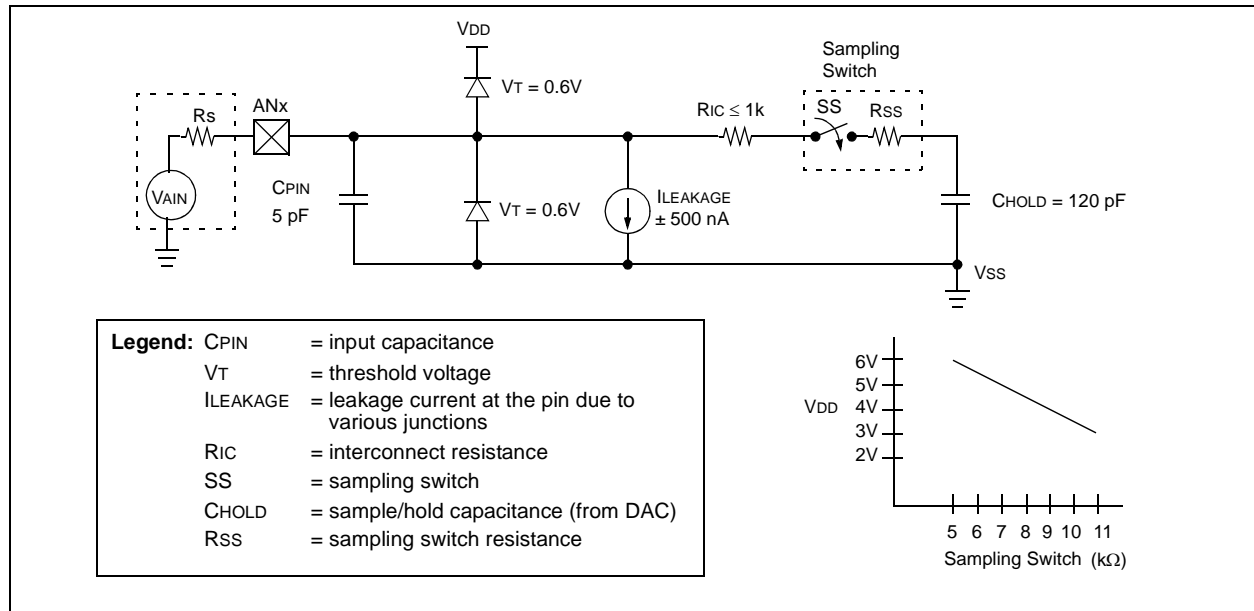 VDD
Sampling
Switch
VT = 0.6V
Rs
ANx
RIC ≤ 1k
SS
RSS
VAIN
CPIN
5 pF
VT = 0.6V
ILEAKAGE
± 500 nA
CHOLD = 120 pF
VSS
Legend: CPIN = input capacitance
VT = threshold voltage
ILEAKAGE = leakage current at the pin due to
various junctions
RIC = interconnect resistance
SS = sampling switch
CHOLD = sample/hold capacitance (from DAC)
RSS = sampling switch resistance
6V
5V
VDD 4V
3V
2V
5 6 7 8 9 10 11
Sampling Switch (kΩ)